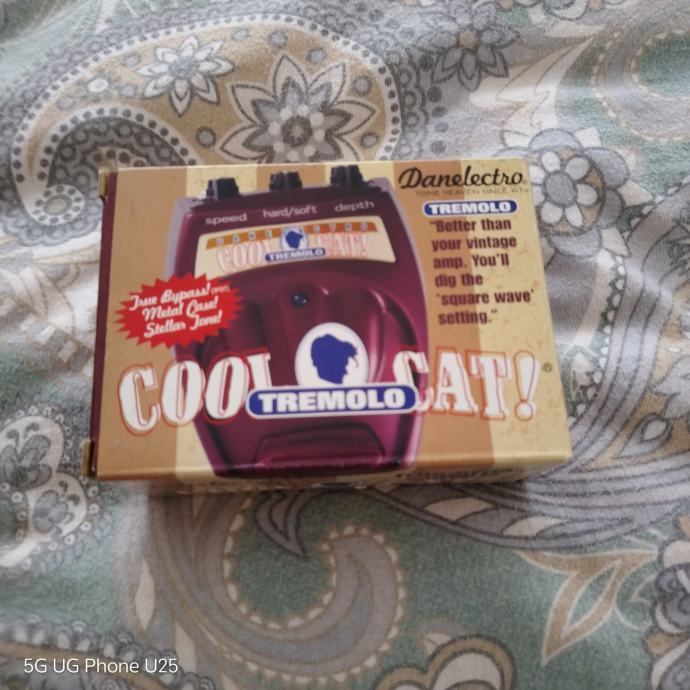 Danelectro
TONE HEAVEN SINCE '47
TREMOLO
"Better than
your vintage
amp. You'll
dig the
'square wave'
setting."
speed hard/soft depth
COOL CAT!
TREMOLO
True Bypass!
Metal Case!
Stellar Tone!
COOL CAT!®
TREMOLO
5G UG Phone U25